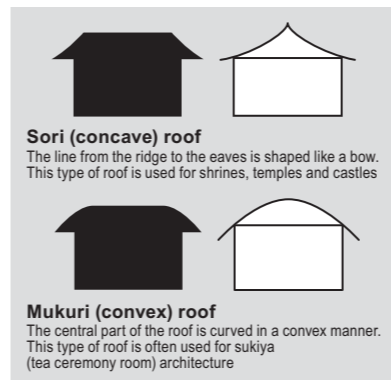 Sori (concave) roof
The line from the ridge to the eaves is shaped like a bow.
This type of roof is used for shrines, temples and castles
Mukuri (convex) roof
The central part of the roof is curved in a convex manner.
This type of roof is often used for sukiya
(tea ceremony room) architecture